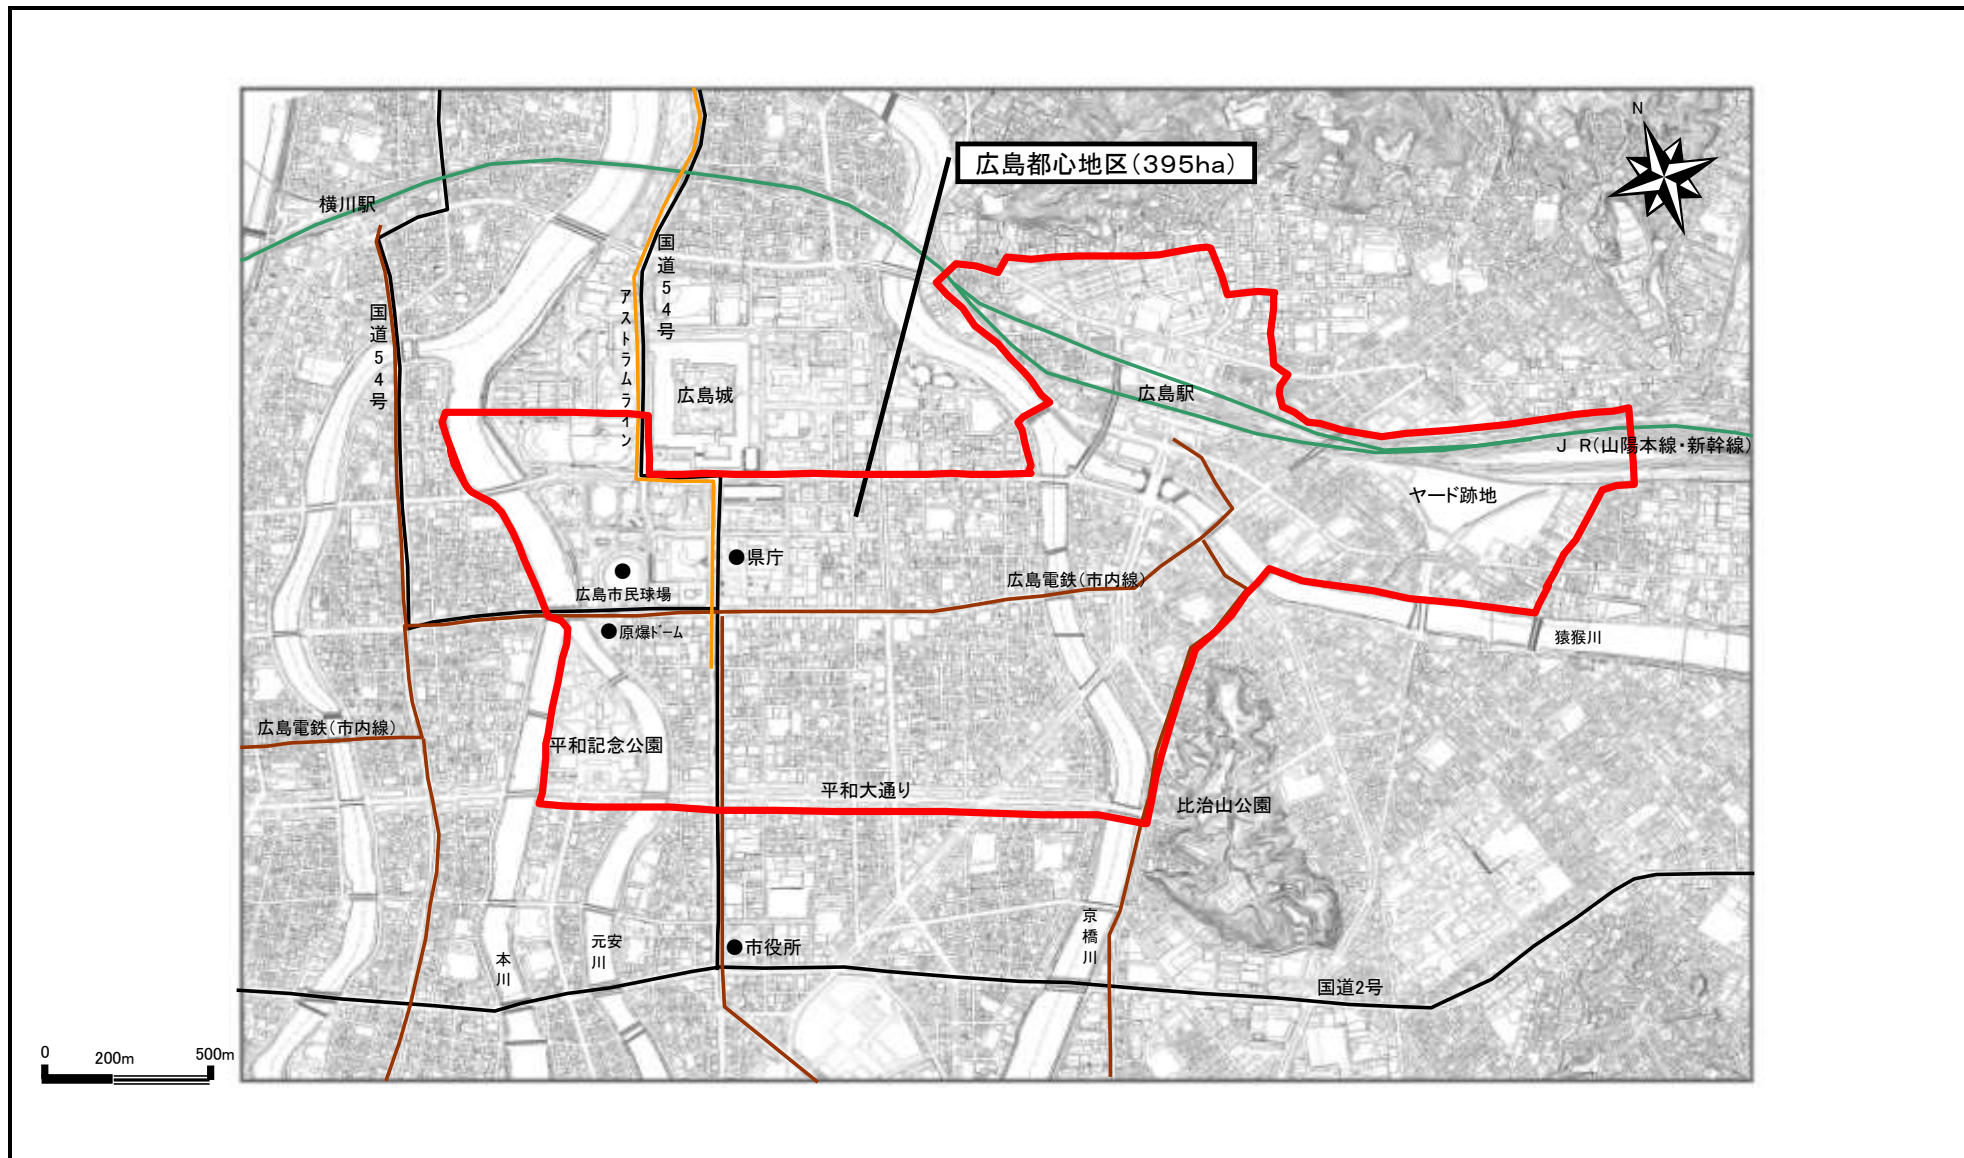 N
広島都心地区(395ha)
横川駅
国道54号
国道54号
アストラムライン
広島城
広島駅
JR(山陽本線・新幹線)
ヤード跡地
●県庁
広島市民球場
広島電鉄(市内線)
●原爆ドーム
猿猴川
広島電鉄(市内線)
平和記念公園
平和大通り
比治山公園
京橋川
元安川
本川
●市役所
国道2号
0 200m 500m